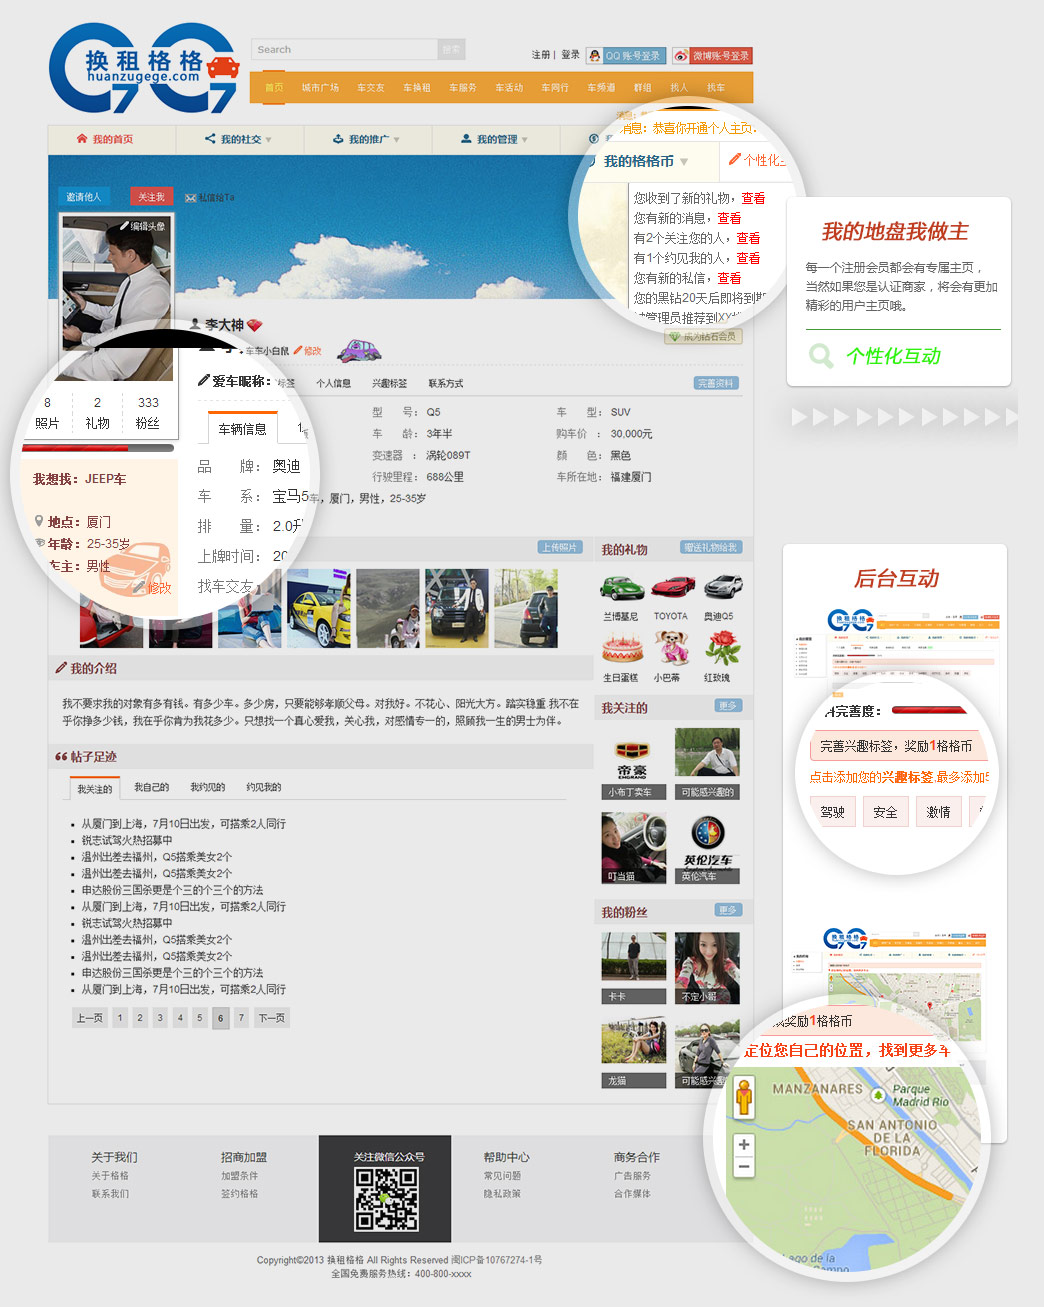 换租格格
huanzugege.com
Search
搜索
注册 | 登录
QQ 账号登录
微博账号登录
首页 城市广场 车交友 车换租 车服务 车活动 车同行 车频道 群组 找人 找车
我的首页 我的社交 我的推广 我的管理
消息：恭喜你开通个人主页.
我的格格币
个性化
您收到了新的礼物，查看
您有新的消息，查看
有2个关注您的人，查看
有1个约见我的人，查看
您有新的私信，查看
您的黑钻20天后即将到期
被管理员推荐到XX
邀请他人 关注我 私信给Ta
编辑头像
我的地盘我做主
每一个注册会员都会有专属主页，
当然如果您是认证商家，将会有更加
精彩的用户主页哦。
个性化互动
李大神
车车小白鼠 修改
成为钻石会员
爱车昵称：
标签 个人信息 兴趣标签 联系方式
完善资料
8 2 333
照片 礼物 粉丝
车辆信息
品 牌： 奥迪
车 系： 宝马5
排 量： 2.0升
上牌时间： 20
找车交友
型 号： Q5
车 型： SUV
车 龄： 3年半
购车价 ： 30,000元
变速器 ： 涡轮089T
颜 色： 黑色
行驶里程： 688公里
车所在地： 福建厦门
车，厦门，男性，25-35岁
我想找：JEEP车
地点：厦门
年龄：25-35岁
车主：男性
修改
上传照片
我的礼物
赠送礼物给我
兰博基尼 TOYOTA 奥迪Q5
生日蛋糕 小巴蒂 红玫瑰
我的介绍
我不要求我的对象有多有钱。有多少车。多少房，只要能够孝顺父母。对我好。不花心、阳光大方。踏实稳重 我不在
乎你挣多少钱，我在乎你肯为我花多少。只想找一个真心爱我，关心我，对感情专一的，照顾我一生的男士为伴。
我关注的
更多
帝豪
EMGRAND
小布丁卖车 可能感兴趣的
英伦汽车
叮当猫 英伦汽车
帖子足迹
我关注的 我自己的 我约见的 约见我的
从厦门到上海，7月10日出发，可搭乘2人同行
锐志试驾火热招募中
温州出差去福州，Q5搭乘美女2个
温州出差去福州，Q5搭乘美女2个
申达股份三国杀更是个三的个三个的方法
从厦门到上海，7月10日出发，可搭乘2人同行
锐志试驾火热招募中
温州出差去福州，Q5搭乘美女2个
温州出差去福州，Q5搭乘美女2个
申达股份三国杀更是个三的个三个的方法
从厦门到上海，7月10日出发，可搭乘2人同行
上一页 1 2 3 4 5 6 7 下一页
我的粉丝
更多
卡卡 不定小哥
龙猫 可能感兴趣
后台互动
换租格格
完善度：
完善兴趣标签，奖励1格格币
点击添加您的兴趣标签,最多添加5
驾驶 安全 激情
换租格格
奖励1格格币
定位您自己的位置，找到更多车
MANZANARES
Parque
Madrid Rio
SAN ANTONIO
DE LA
FLORIDA
Lago de la
关于我们
关于格格
联系我们
招商加盟
加盟条件
签约格格
关注微信公众号
帮助中心
常见问题
隐私政策
商务合作
广告服务
合作媒体
Copyright©2013 换租格格 All Rights Reserved 闽ICP备10767274-1号
全国免费服务热线：400-800-xxxx